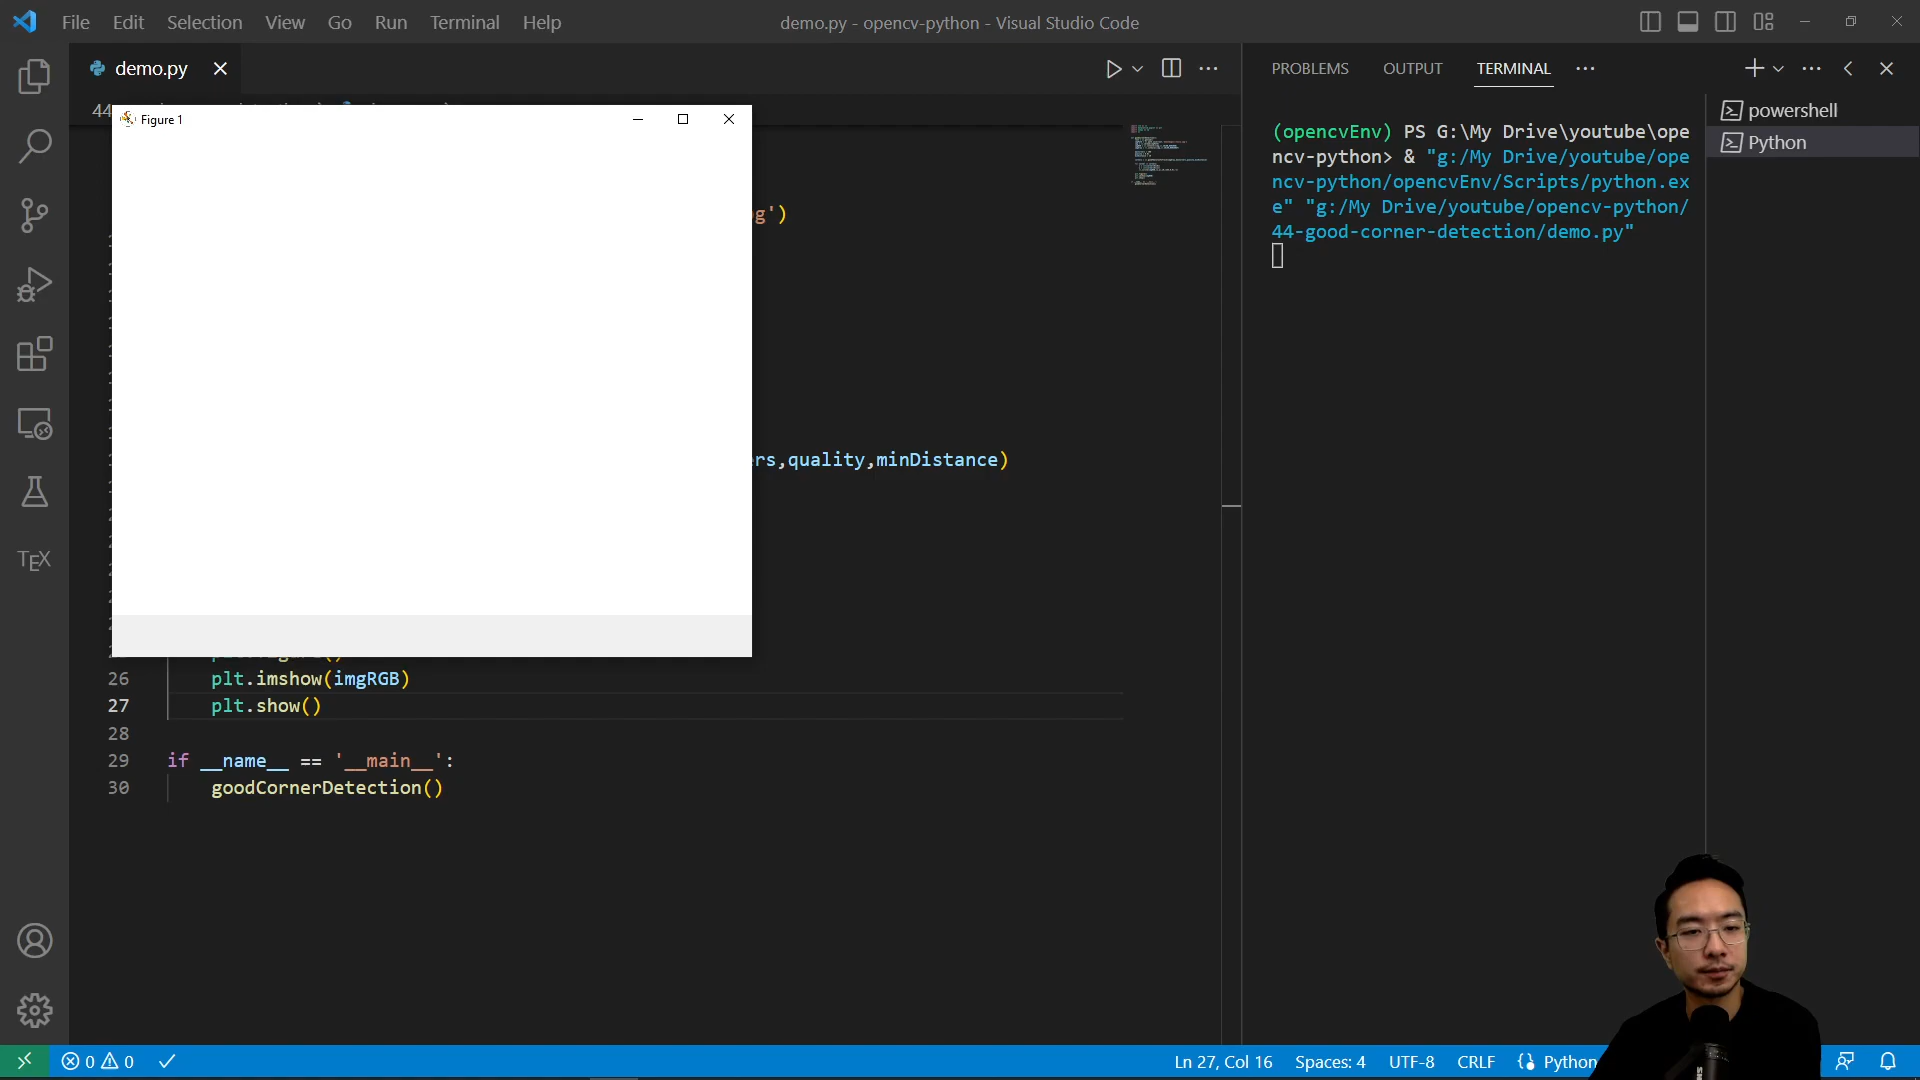 File Edit Selection View Go Run Terminal Help
demo.py - opencv-python - Visual Studio Code
demo.py
PROBLEMS OUTPUT TERMINAL
44
Figure 1
g')
rs,quality,minDistance)
26 plt.imshow(imgRGB)
27 plt.show()
28
29 if __name__ == '__main__':
30 goodCornerDetection()
(opencvEnv) PS G:\My Drive\youtube\ope
ncv-python> & "g:/My Drive/youtube/ope
ncv-python/opencvEnv/Scripts/python.ex
e" "g:/My Drive/youtube/opencv-python/
44-good-corner-detection/demo.py"
powershell
Python
TEX
0 0
Ln 27, Col 16 Spaces: 4 UTF-8 CRLF Python